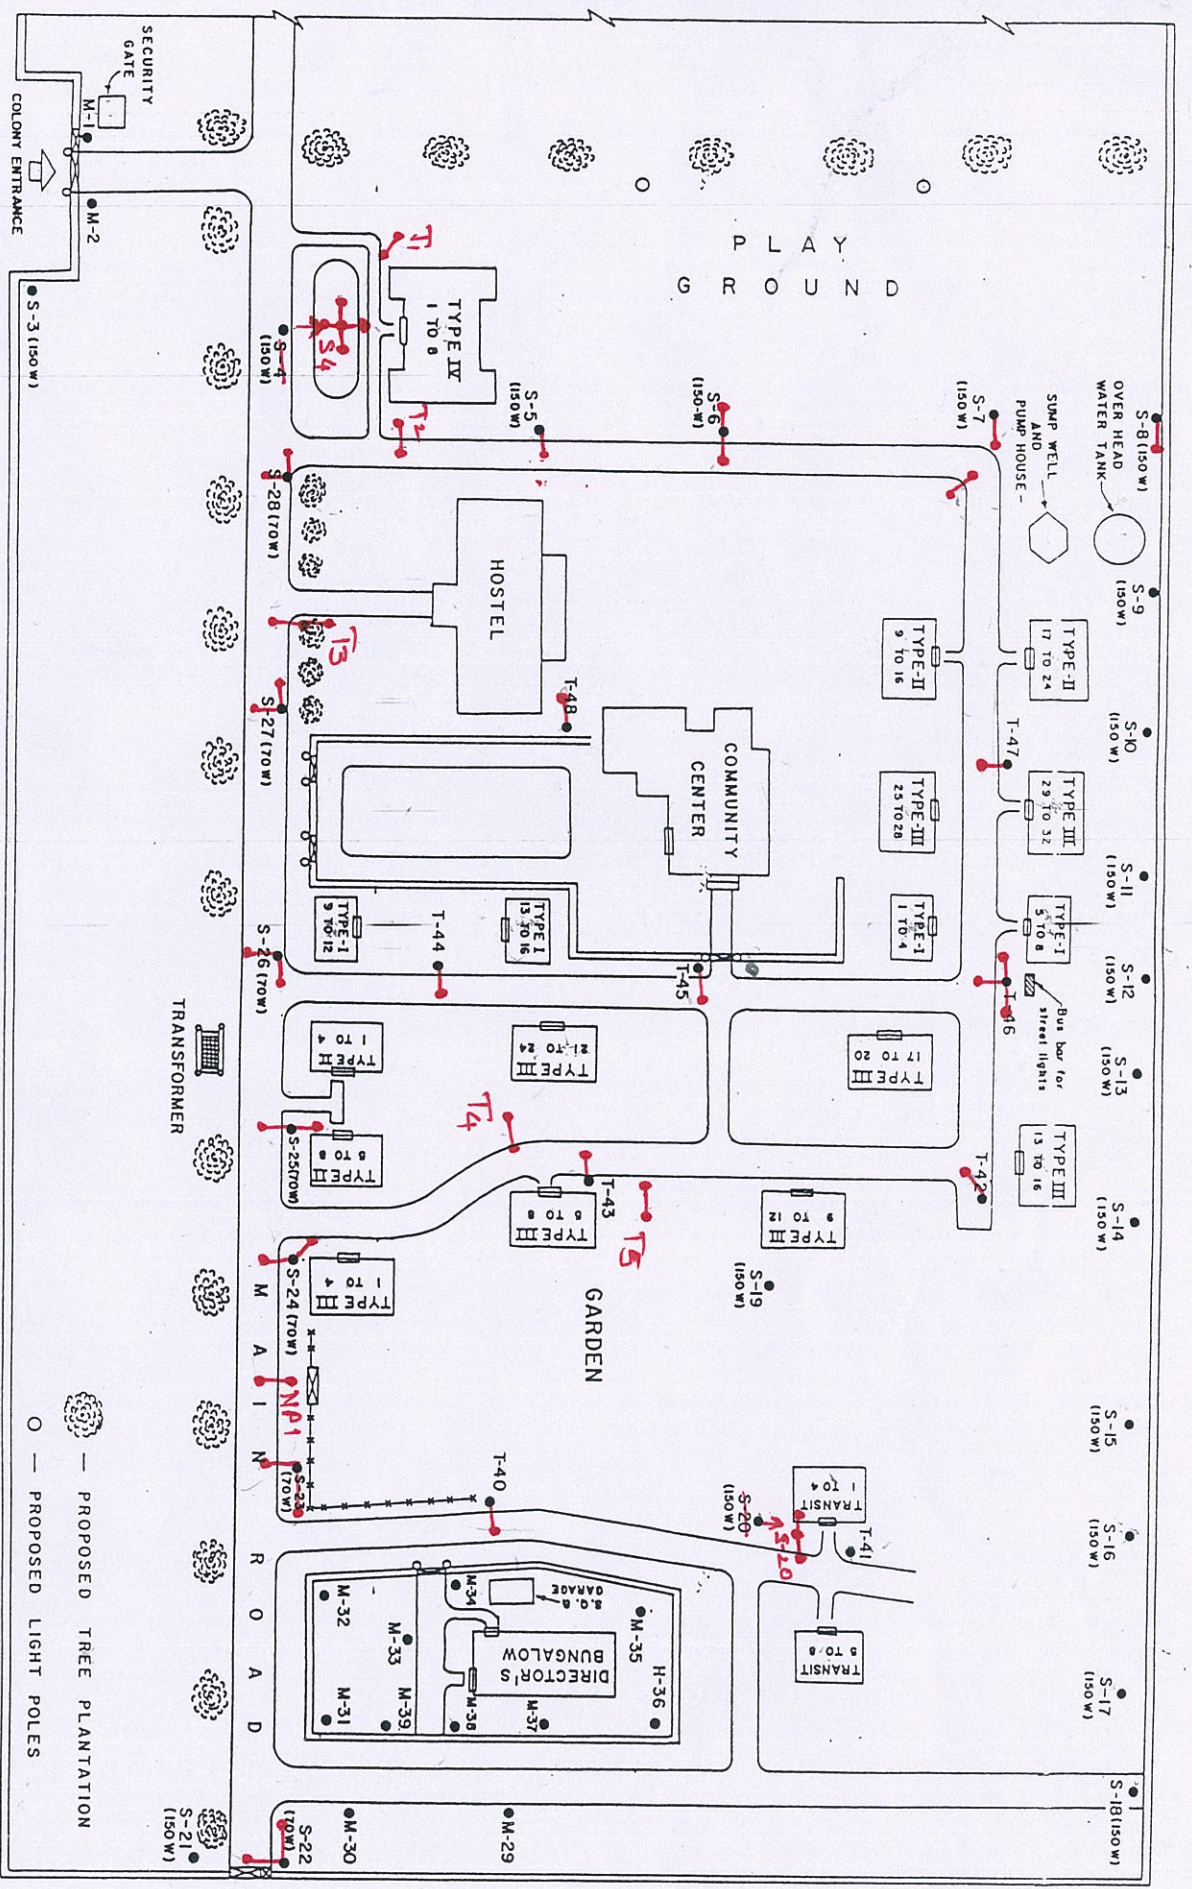 SECURITY
GATE
M-1
COLONY ENTRANCE
M-2
S-3 (150W)
PLAY
GROUND
T1
TYPE IV
1 TO 8
S4
S-4
(150W)
T2
S-5
(150W)
S-6
(150-W)
S-7
(150W)
S-8 (150W)
OVER HEAD
WATER TANK
SUMP WELL
AND
PUMP HOUSE-
S-28 (70W)
HOSTEL
T3
S-27 (70W)
T-48
COMMUNITY
CENTER
TYPE-II
9 TO 16
TYPE-II
17 TO 24
S-9
(150W)
S-10
(150W)
T-47
TYPE-III
25 TO 28
TYPE III
29 TO 32
S-11
(150W)
TYPE-I
9 TO 12
TYPE I
13 TO 16
TYPE-I
1 TO 4
TYPE-I
5 TO 8
S-26 (70W)
T-44
T-45
T-46
Bus bar for
street lights
S-12
(150W)
TRANSFORMER
TYPE II
1 TO 4
TYPE III
21 TO 24
TYPE III
17 TO 20
S-13
(150W)
S-25(70W)
TYPE II
5 TO 8
T4
T-43
TYPE III
5 TO 8
T5
TYPE III
9 TO 12
T-42
TYPE III
13 TO 16
S-14
(150W)
S-24 (70W)
TYPE III
1 TO 4
GARDEN
S-19
(150W)
NP1
S-23
(70W)
MAIN ROAD
T-40
S-20
(150W)
S-20
TRANSIT
1 TO 4
T-41
TRANSIT
5 TO 8
S-15
(150W)
S-16
(150W)
S-17
(150W)
S-18 (150W)
M-32
M-33
M-34
S.Q. &
GARAGE
DIRECTOR'S
BUNGALOW
M-35
H-36
M-37
M-38
M-39
M-31
M-30
M-29
S-22
(70W)
S-21
(150W)
— PROPOSED TREE PLANTATION
O — PROPOSED LIGHT POLES